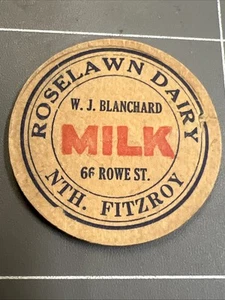 ROSELAWN DAIRY
W. J. BLANCHARD
MILK
66 ROWE ST.
NTH. FITZROY